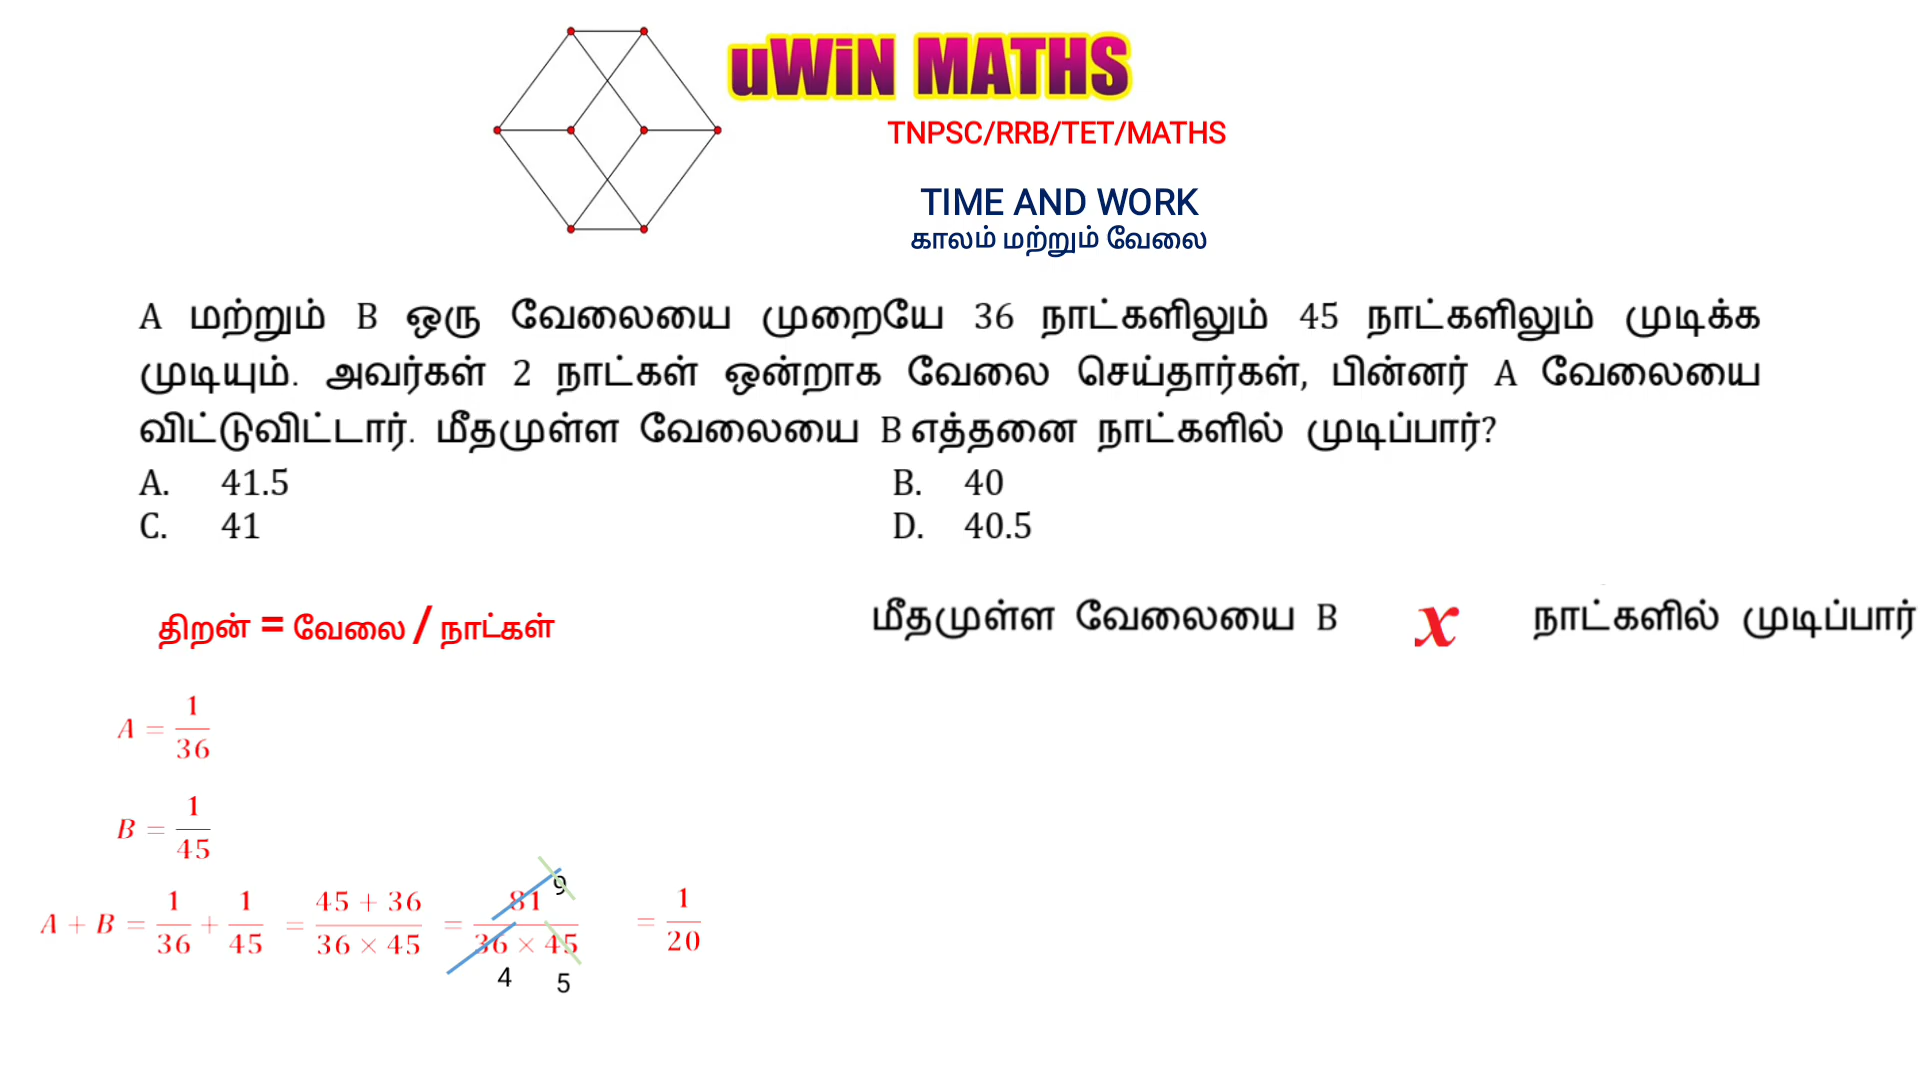 uWiN MATHS
TNPSC/RRB/TET/MATHS
TIME AND WORK
காலம் மற்றும் வேலை
A மற்றும் B ஒரு வேலையை முறையே 36 நாட்களிலும் 45 நாட்களிலும் முடிக்க
முடியும். அவர்கள் 2 நாட்கள் ஒன்றாக வேலை செய்தார்கள், பின்னர் A வேலையை
விட்டுவிட்டார். மீதமுள்ள வேலையை B எத்தனை நாட்களில் முடிப்பார்?
A. 41.5 B. 40
C. 41 D. 40.5
திறன் = வேலை / நாட்கள் மீதமுள்ள வேலையை B x நாட்களில் முடிப்பார்
A = 1/36
B = 1/45
A + B = 1/36 + 1/45 = (45 + 36)/(36 × 45) = 81/(36 × 45) = 1/20
9
4 5